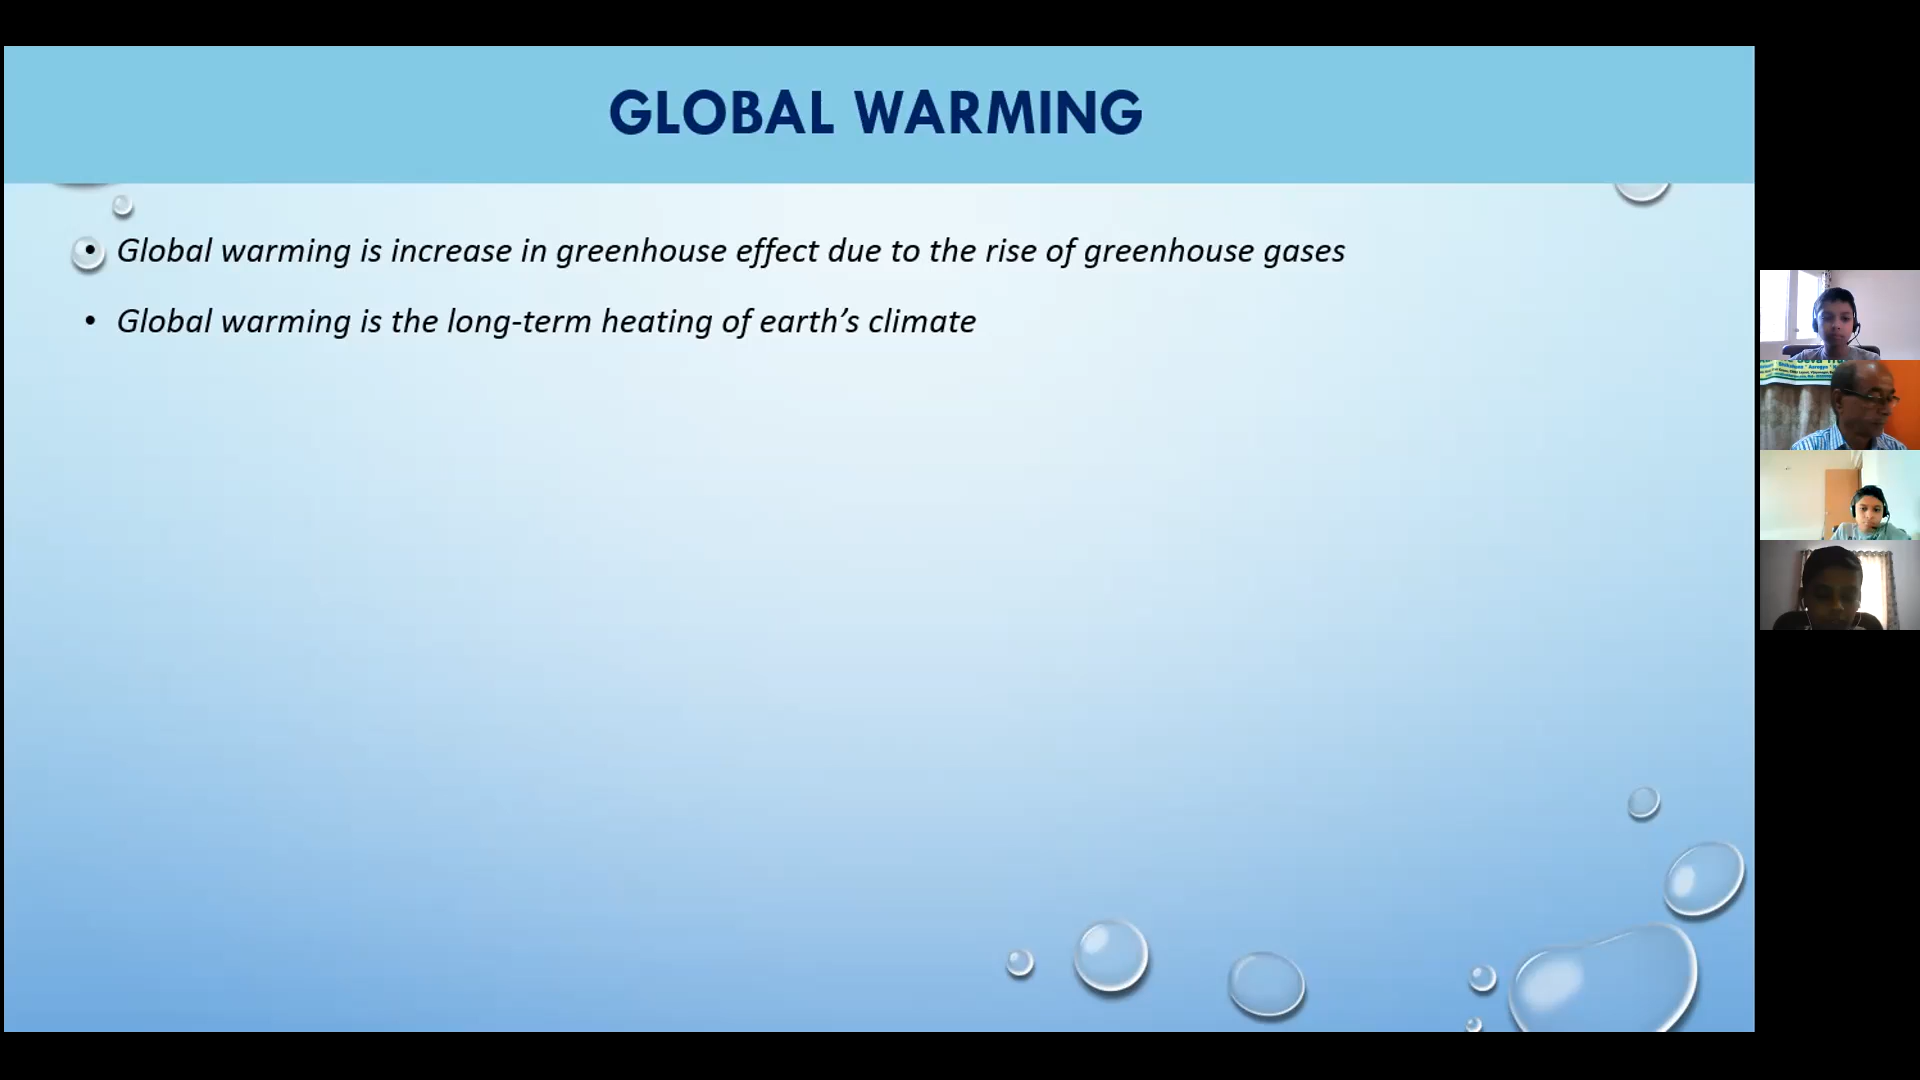 GLOBAL WARMING
• Global warming is increase in greenhouse effect due to the rise of greenhouse gases
• Global warming is the long-term heating of earth’s climate